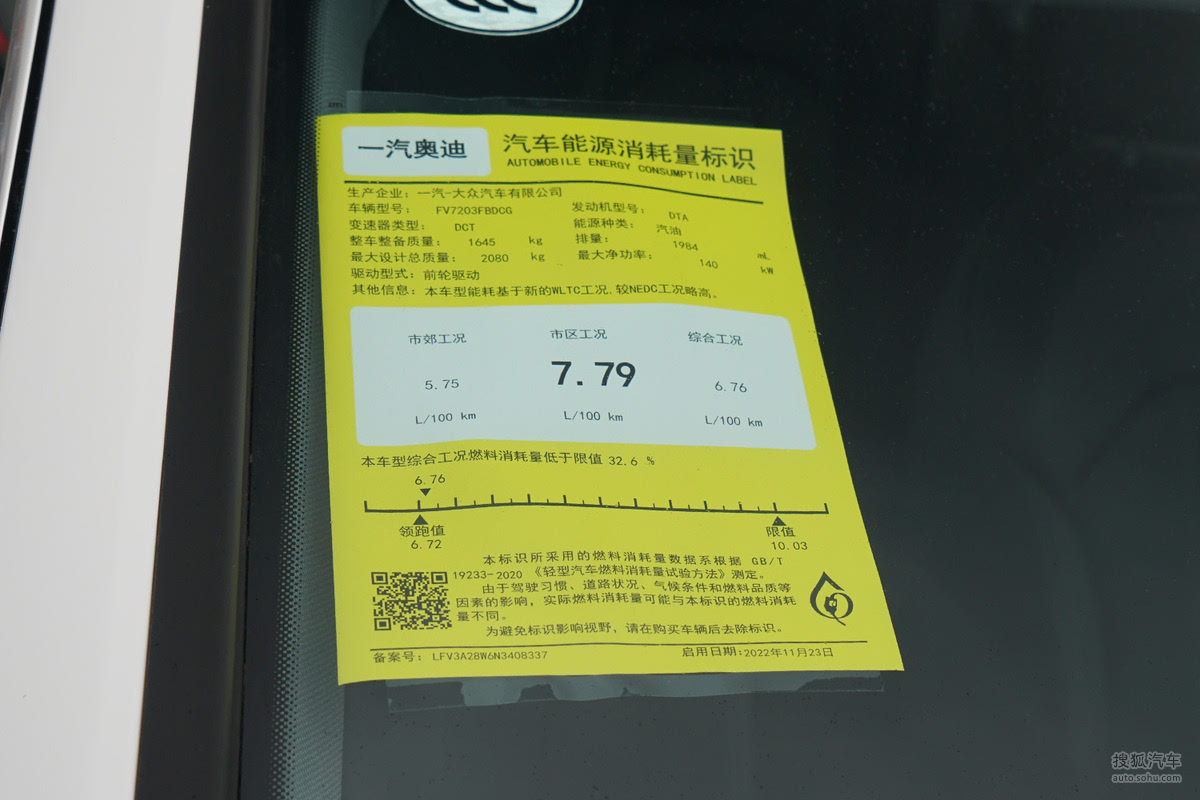 一汽奥迪
汽车能源消耗量标识
AUTOMOBILE ENERGY CONSUMPTION LABEL
生产企业：一汽-大众汽车有限公司
车辆型号： FV7203FBDCG 发动机型号： DTA
变速器类型： DCT 能源种类： 汽油
整车整备质量： 1645 kg 排量： 1984 mL
最大设计总质量： 2080 kg 最大净功率： 140 kW
驱动型式：前轮驱动
其他信息：本车型能耗基于新的WLTC工况,较NEDC工况略高。
市郊工况 市区工况 综合工况
5.75 7.79 6.76
L/100 km L/100 km L/100 km
本车型综合工况燃料消耗量低于限值 32.6 %
6.76
领跑值 限值
6.72 10.03
本标识所采用的燃料消耗量数据系根据 GB/T
19233-2020 《轻型汽车燃料消耗量试验方法》测定。
由于驾驶习惯、道路状况、气候条件和燃料品质等
因素的影响，实际燃料消耗量可能与本标识的燃料消耗
量不同。
为避免标识影响视野，请在购买车辆后去除标识。
备案号： LFV3A28W6N3408337 启用日期:2022年11月23日
搜狐汽车
auto.sohu.com